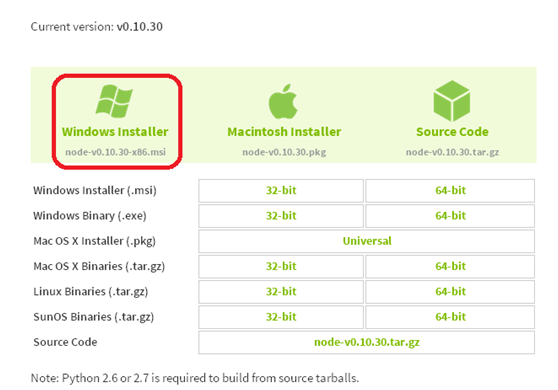 Current version: v0.10.30
Windows Installer Macintosh Installer Source Code
node-v0.10.30-x86.msi node-v0.10.30.pkg node-v0.10.30.tar.gz
Windows Installer (.msi) 32-bit 64-bit
Windows Binary (.exe) 32-bit 64-bit
Mac OS X Installer (.pkg) Universal
Mac OS X Binaries (.tar.gz) 32-bit 64-bit
Linux Binaries (.tar.gz) 32-bit 64-bit
SunOS Binaries (.tar.gz) 32-bit 64-bit
Source Code node-v0.10.30.tar.gz
Note: Python 2.6 or 2.7 is required to build from source tarballs.